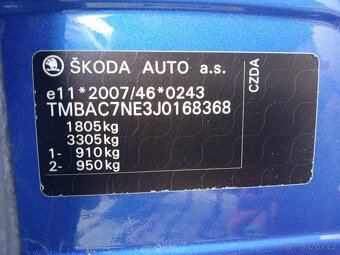 ŠKODA AUTO a.s.
e11*2007/46*0243
TMBAC7NE3J0168368
1805kg
3305kg
1- 910kg
2- 950kg
CZDA